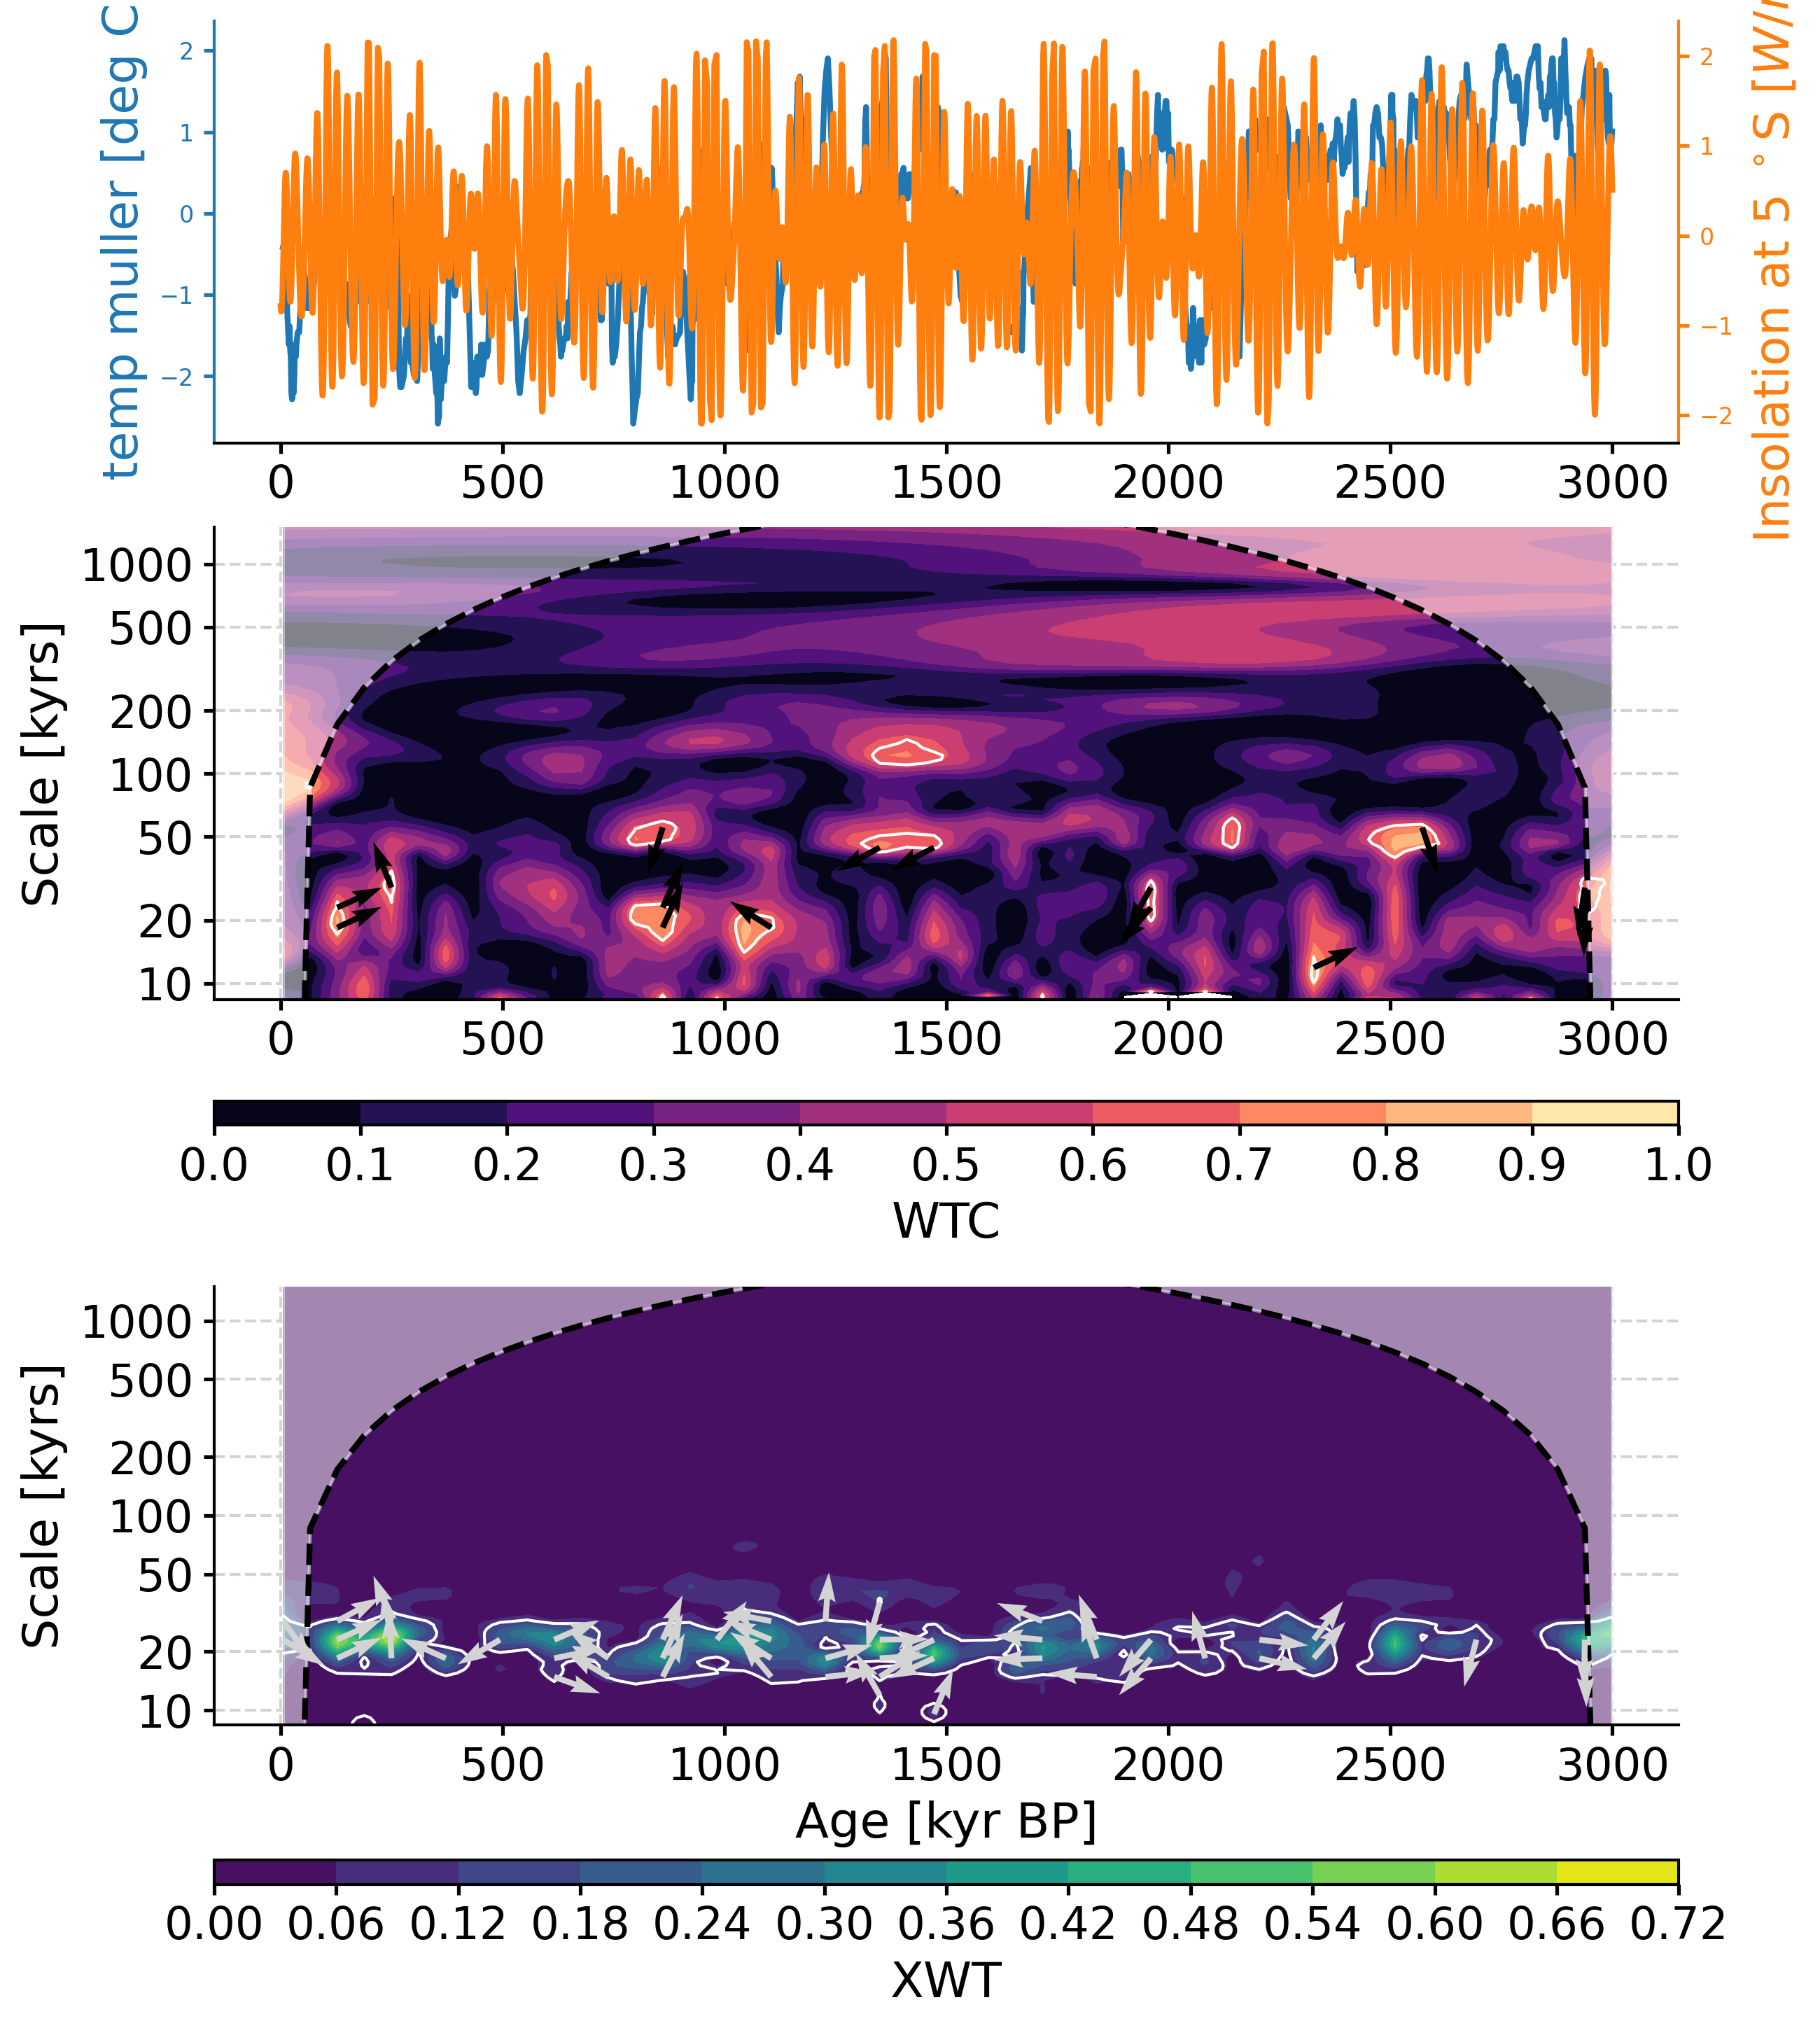 temp muller [deg C
2
1
0
−1
−2
2
1
0
−1
−2
Insolation at 5 °S [W/
0 500 1000 1500 2000 2500 3000
Scale [kyrs]
1000
500
200
100
50
20
10
0 500 1000 1500 2000 2500 3000
0.0 0.1 0.2 0.3 0.4 0.5 0.6 0.7 0.8 0.9 1.0
WTC
Scale [kyrs]
1000
500
200
100
50
20
10
0 500 1000 1500 2000 2500 3000
Age [kyr BP]
0.00 0.06 0.12 0.18 0.24 0.30 0.36 0.42 0.48 0.54 0.60 0.66 0.72
XWT